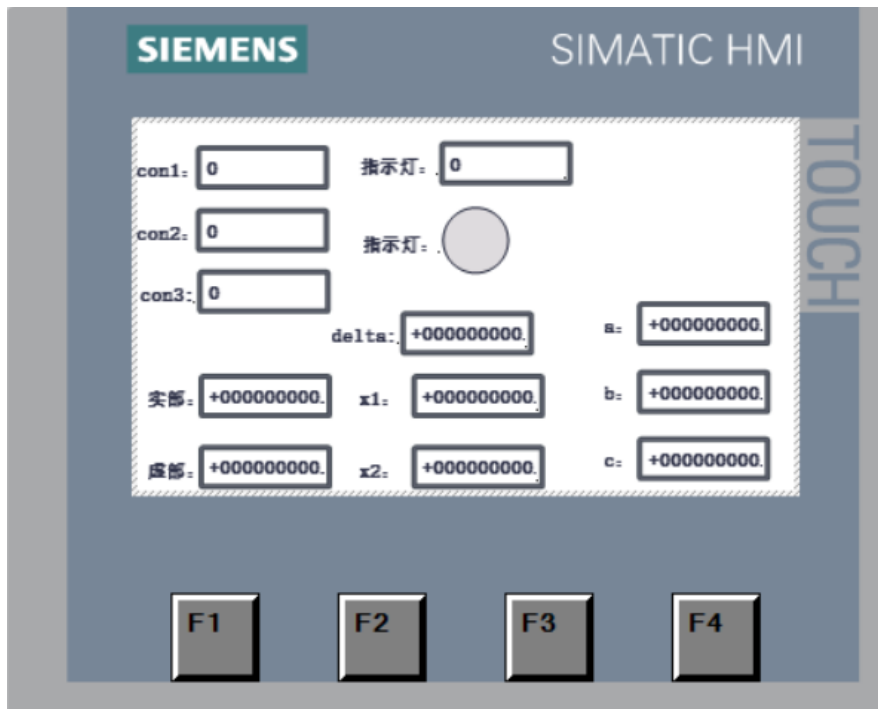 SIEMENS
SIMATIC HMI
TOUCH
con1: 0
指示灯: 0
con2: 0
指示灯:
con3: 0
delta: +000000000.
a: +000000000.
实部: +000000000.
x1: +000000000.
b: +000000000.
虚部: +000000000.
x2: +000000000.
c: +000000000.
F1
F2
F3
F4